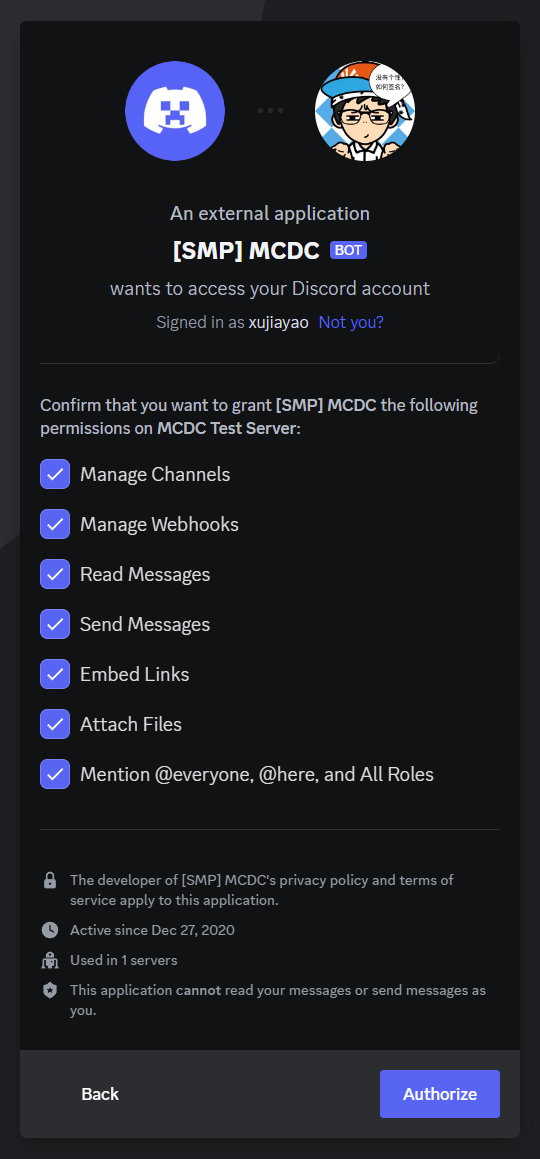 没有个性
如何签名?
An external application
[SMP] MCDC BOT
wants to access your Discord account
Signed in as xujiayao Not you?
Confirm that you want to grant [SMP] MCDC the following
permissions on MCDC Test Server:
Manage Channels
Manage Webhooks
Read Messages
Send Messages
Embed Links
Attach Files
Mention @everyone, @here, and All Roles
The developer of [SMP] MCDC's privacy policy and terms of
service apply to this application.
Active since Dec 27, 2020
Used in 1 servers
This application cannot read your messages or send messages as
you.
Back Authorize